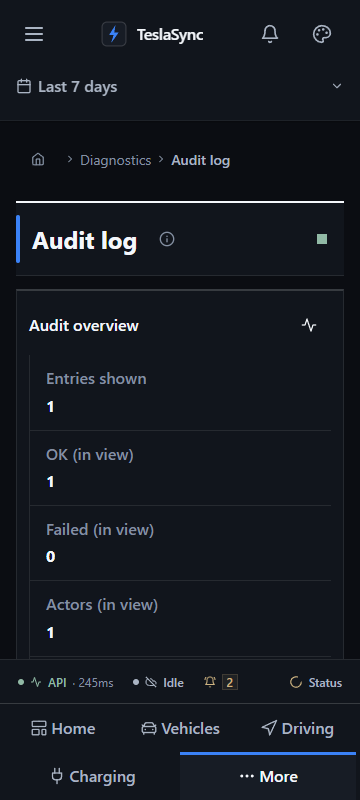 TeslaSync
Last 7 days
Diagnostics Audit log
Audit log
Audit overview
Entries shown
1
OK (in view)
1
Failed (in view)
0
Actors (in view)
1
API · 245ms Idle 2 Status
Home Vehicles Driving
Charging More